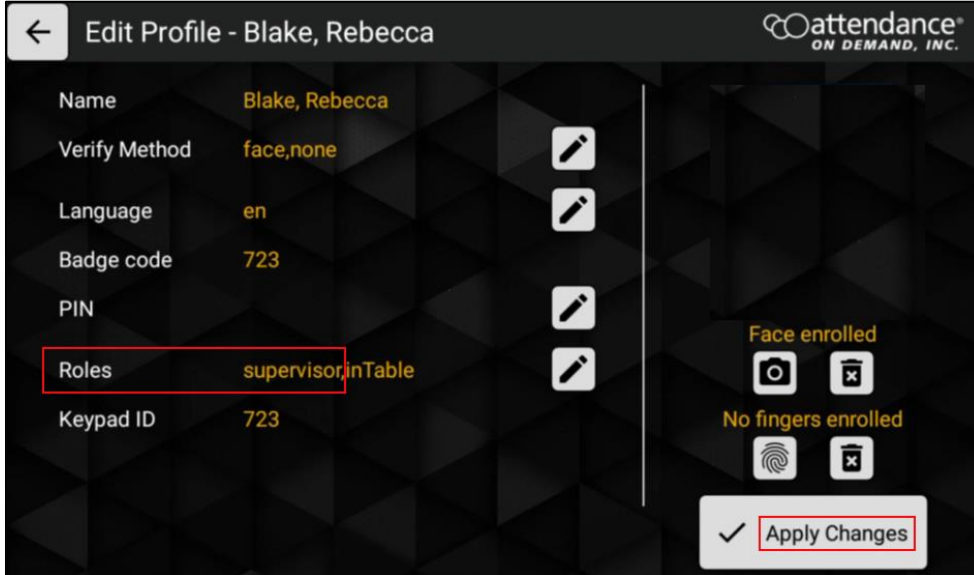 Edit Profile - Blake, Rebecca
attendance®
ON DEMAND, INC.
Name Blake, Rebecca
Verify Method face,none
Language en
Badge code 723
PIN
Roles supervisor,inTable
Keypad ID 723
Face enrolled
No fingers enrolled
Apply Changes